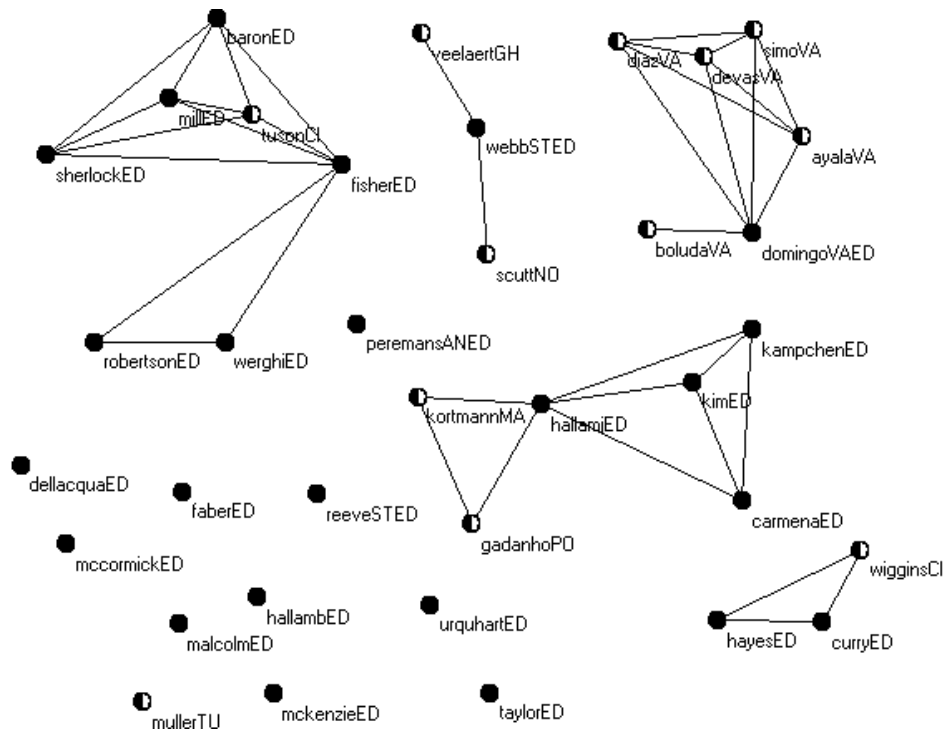 baronED
veelaertGH
diazVA
simoVA
devasVA
millED
tusonCI
webbSTED
ayalaVA
sherlockED
fisherED
boludaVA
domingoVAED
scuttNO
robertsonED
werghiED
peremansANED
kampchenED
kortmannMA
hallamjED
kimED
dellacquaED
faberED
reeveSTED
gadanhoPO
carmenaED
mccormickED
wigginsCI
hallambED
urquhartED
malcolmED
hayesED
curryED
mullerTU
mckenzieED
taylorED